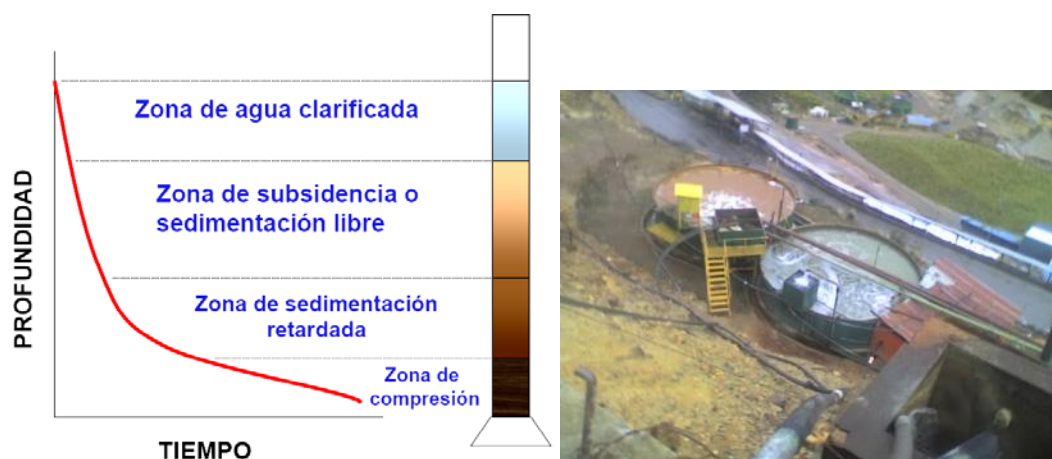 Zona de agua clarificada
Zona de subsidencia o
sedimentación libre
Zona de sedimentación
retardada
Zona de
compresión
PROFUNDIDAD
TIEMPO